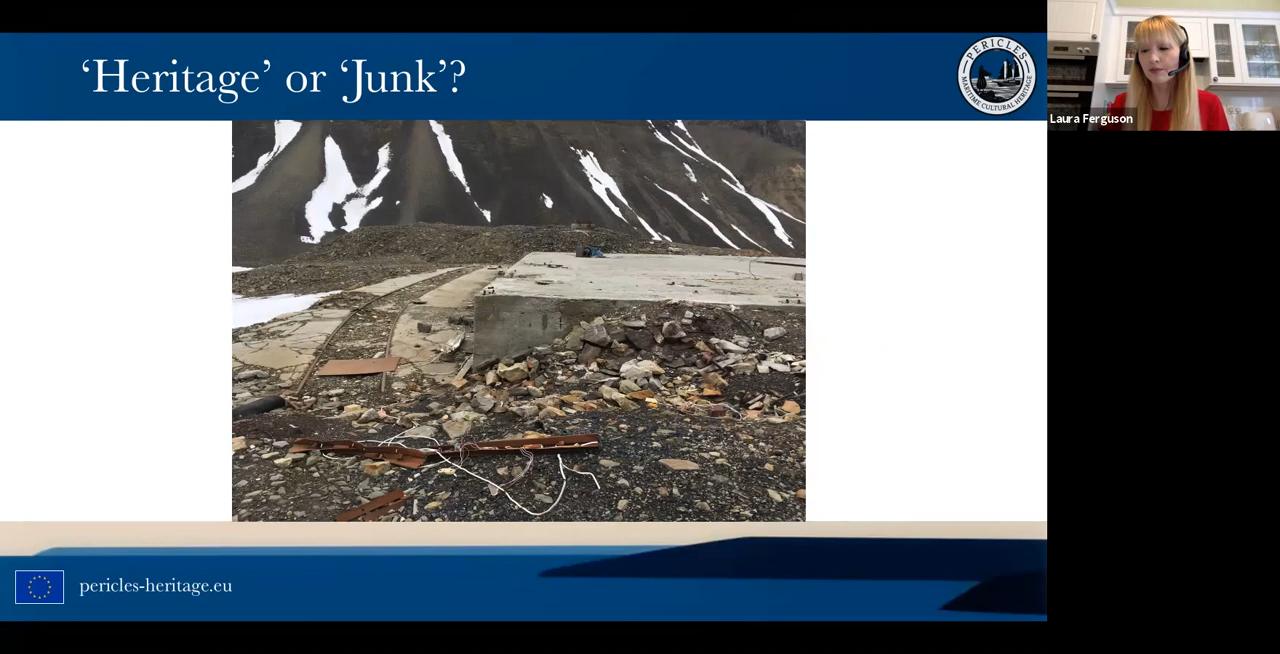 ‘Heritage’ or ‘Junk’?
PERICLES
MARITIME CULTURAL HERITAGE
Laura Ferguson
pericles-heritage.eu